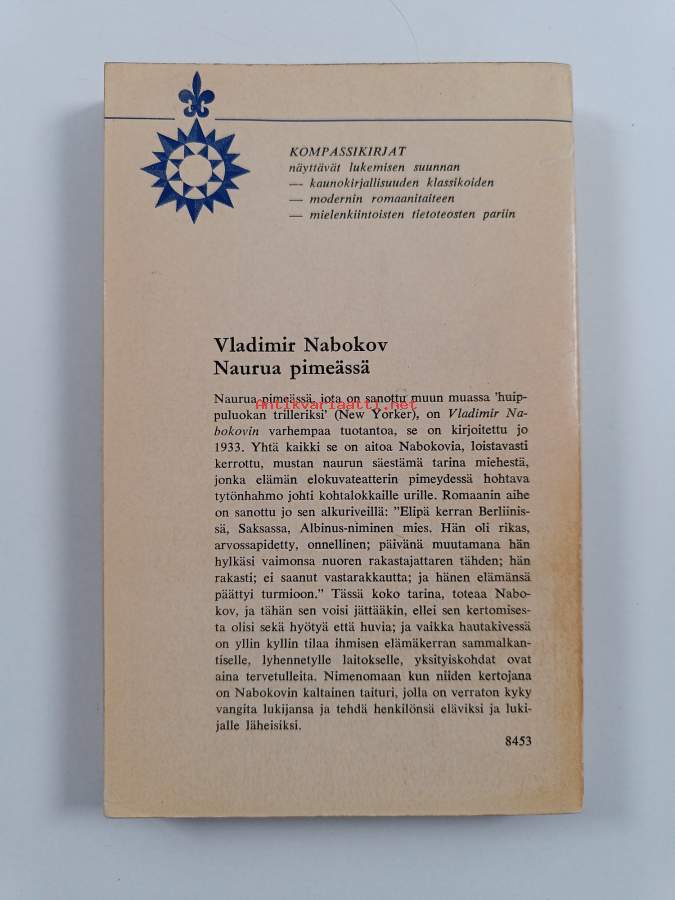 KOMPASSIKIRJAT
näyttävät lukemisen suunnan
— kaunokirjallisuuden klassikoiden
— modernin romaanitaiteen
— mielenkiintoisten tietoteosten pariin
Vladimir Nabokov
Naurua pimeässä
Naurua pimeässä, jota on sanottu muun muassa 'huip-
Antikvariaatti.net
puluokan trilleriksi' (New Yorker), on Vladimir Na-
bokovin varhempaa tuotantoa, se on kirjoitettu jo
1933. Yhtä kaikki se on aitoa Nabokovia, loistavasti
kerrottu, mustan naurun säestämä tarina miehestä,
jonka elämän elokuvateatterin pimeydessä hohtava
tytönhahmo johti kohtalokkaille urille. Romaanin aihe
on sanottu jo sen alkuriveillä: ”Elipä kerran Berliinis-
sä, Saksassa, Albinus-niminen mies. Hän oli rikas,
arvossapidetty, onnellinen; päivänä muutamana hän
hylkäsi vaimonsa nuoren rakastajattaren tähden; hän
rakasti; ei saanut vastarakkautta; ja hänen elämänsä
päättyi turmioon.” Tässä koko tarina, toteaa Nabo-
kov, ja tähän sen voisi jättääkin, ellei sen kertomises-
ta olisi sekä hyötyä että huvia; ja vaikka hautakivessä
on yllin kyllin tilaa ihmisen elämäkerran sammalkan-
tiselle, lyhennetylle laitokselle, yksityiskohdat ovat
aina tervetulleita. Nimenomaan kun niiden kertojana
on Nabokovin kaltainen taituri, jolla on verraton kyky
vangita lukijansa ja tehdä henkilönsä eläviksi ja luki-
jalle läheisiksi.
8453